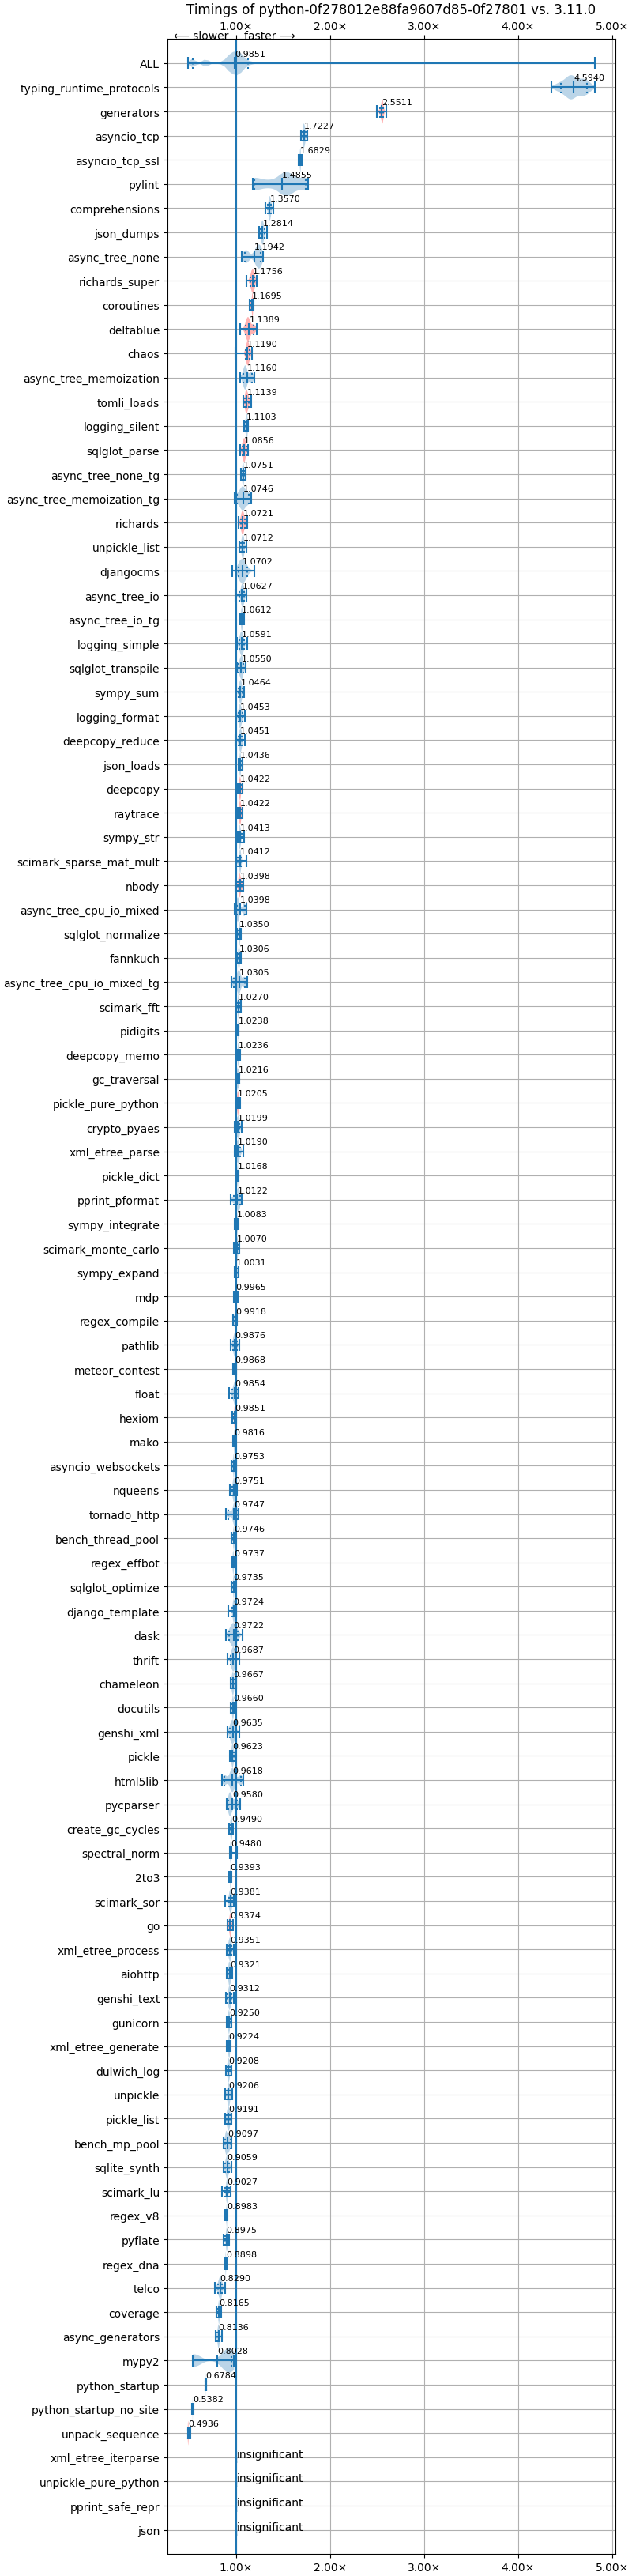 Timings of python-0f278012e88fa9607d85-0f27801 vs. 3.11.0
1.00× 2.00× 3.00× 4.00× 5.00×
⟵ slower faster ⟶
ALL 0.9851
typing_runtime_protocols 4.5940
generators 2.5511
asyncio_tcp 1.7227
asyncio_tcp_ssl 1.6829
pylint 1.4855
comprehensions 1.3570
json_dumps 1.2814
async_tree_none 1.1942
richards_super 1.1756
coroutines 1.1695
deltablue 1.1389
chaos 1.1190
async_tree_memoization 1.1160
tomli_loads 1.1139
logging_silent 1.1103
sqlglot_parse 1.0856
async_tree_none_tg 1.0751
async_tree_memoization_tg 1.0746
richards 1.0721
unpickle_list 1.0712
djangocms 1.0702
async_tree_io 1.0627
async_tree_io_tg 1.0612
logging_simple 1.0591
sqlglot_transpile 1.0550
sympy_sum 1.0464
logging_format 1.0453
deepcopy_reduce 1.0451
json_loads 1.0436
deepcopy 1.0422
raytrace 1.0422
sympy_str 1.0413
scimark_sparse_mat_mult 1.0412
nbody 1.0398
async_tree_cpu_io_mixed 1.0398
sqlglot_normalize 1.0350
fannkuch 1.0306
async_tree_cpu_io_mixed_tg 1.0305
scimark_fft 1.0270
pidigits 1.0238
deepcopy_memo 1.0236
gc_traversal 1.0216
pickle_pure_python 1.0205
crypto_pyaes 1.0199
xml_etree_parse 1.0190
pickle_dict 1.0168
pprint_pformat 1.0122
sympy_integrate 1.0083
scimark_monte_carlo 1.0070
sympy_expand 1.0031
mdp 0.9965
regex_compile 0.9918
pathlib 0.9876
meteor_contest 0.9868
float 0.9854
hexiom 0.9851
mako 0.9816
asyncio_websockets 0.9753
nqueens 0.9751
tornado_http 0.9747
bench_thread_pool 0.9746
regex_effbot 0.9737
sqlglot_optimize 0.9735
django_template 0.9724
dask 0.9722
thrift 0.9687
chameleon 0.9667
docutils 0.9660
genshi_xml 0.9635
pickle 0.9623
html5lib 0.9618
pycparser 0.9580
create_gc_cycles 0.9490
spectral_norm 0.9480
2to3 0.9393
scimark_sor 0.9381
go 0.9374
xml_etree_process 0.9351
aiohttp 0.9321
genshi_text 0.9312
gunicorn 0.9250
xml_etree_generate 0.9224
dulwich_log 0.9208
unpickle 0.9206
pickle_list 0.9191
bench_mp_pool 0.9097
sqlite_synth 0.9059
scimark_lu 0.9027
regex_v8 0.8983
pyflate 0.8975
regex_dna 0.8898
telco 0.8290
coverage 0.8165
async_generators 0.8136
mypy2 0.8028
python_startup 0.6784
python_startup_no_site 0.5382
unpack_sequence 0.4936
xml_etree_iterparse insignificant
unpickle_pure_python insignificant
pprint_safe_repr insignificant
json insignificant
1.00× 2.00× 3.00× 4.00× 5.00×